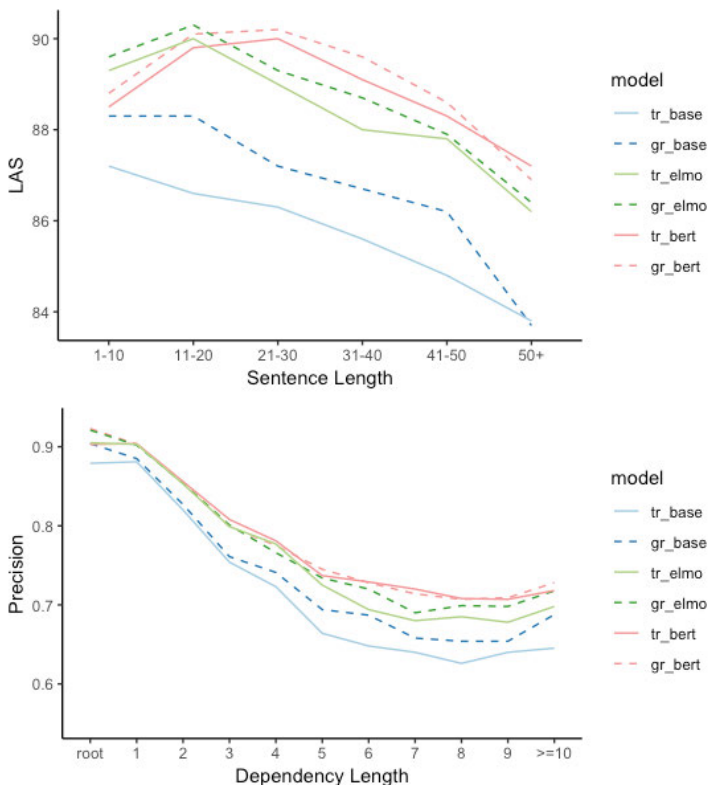 90
88
86
84
LAS
1-10 11-20 21-30 31-40 41-50 50+
Sentence Length
model
tr_base
gr_base
tr_elmo
gr_elmo
tr_bert
gr_bert
0.9
0.8
0.7
0.6
Precision
root 1 2 3 4 5 6 7 8 9 >=10
Dependency Length
model
tr_base
gr_base
tr_elmo
gr_elmo
tr_bert
gr_bert